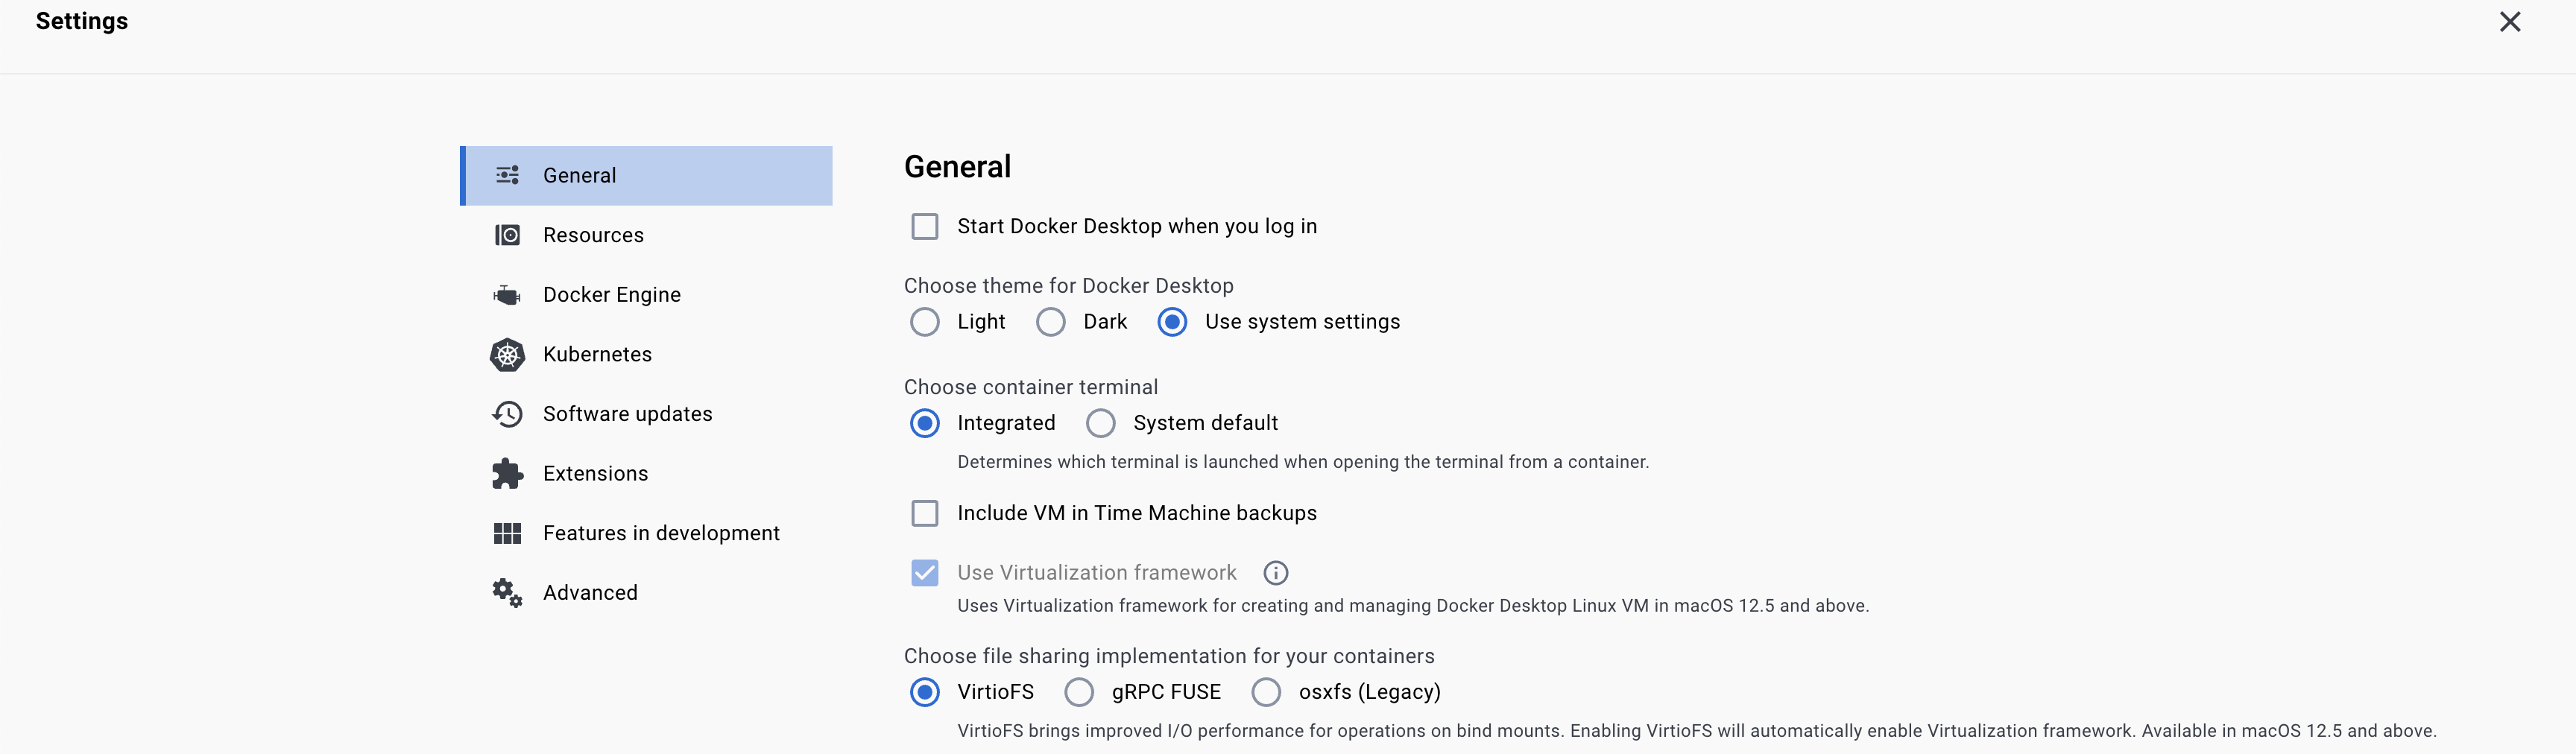 Settings
General
Resources
Docker Engine
Kubernetes
Software updates
Extensions
Features in development
Advanced
General
Start Docker Desktop when you log in
Choose theme for Docker Desktop
Light Dark Use system settings
Choose container terminal
Integrated System default
Determines which terminal is launched when opening the terminal from a container.
Include VM in Time Machine backups
Use Virtualization framework
Uses Virtualization framework for creating and managing Docker Desktop Linux VM in macOS 12.5 and above.
Choose file sharing implementation for your containers
VirtioFS gRPC FUSE osxfs (Legacy)
VirtioFS brings improved I/O performance for operations on bind mounts. Enabling VirtioFS will automatically enable Virtualization framework. Available in macOS 12.5 and above.